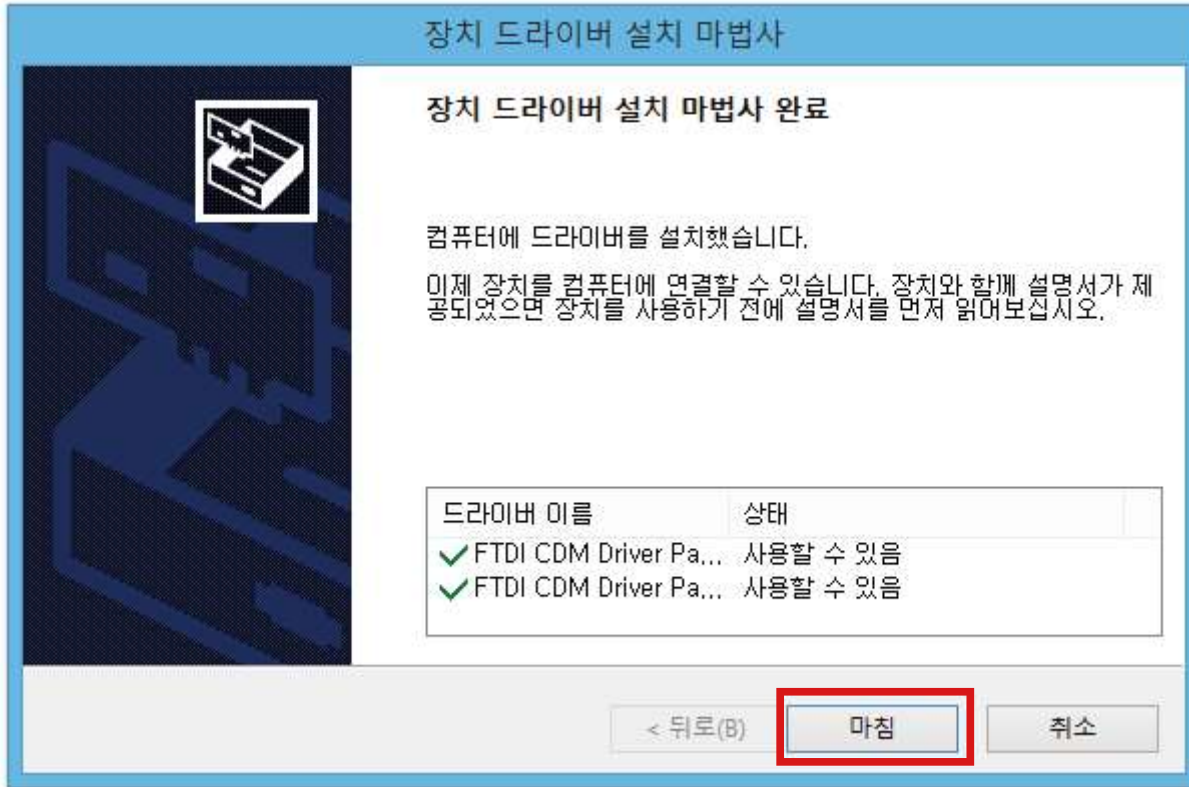 장치 드라이버 설치 마법사
장치 드라이버 설치 마법사 완료
컴퓨터에 드라이버를 설치했습니다.
이제 장치를 컴퓨터에 연결할 수 있습니다. 장치와 함께 설명서가 제
공되었으면 장치를 사용하기 전에 설명서를 먼저 읽어보십시오.
드라이버 이름 상태
FTDI CDM Driver Pa... 사용할 수 있음
FTDI CDM Driver Pa... 사용할 수 있음
< 뒤로(B) 마침 취소